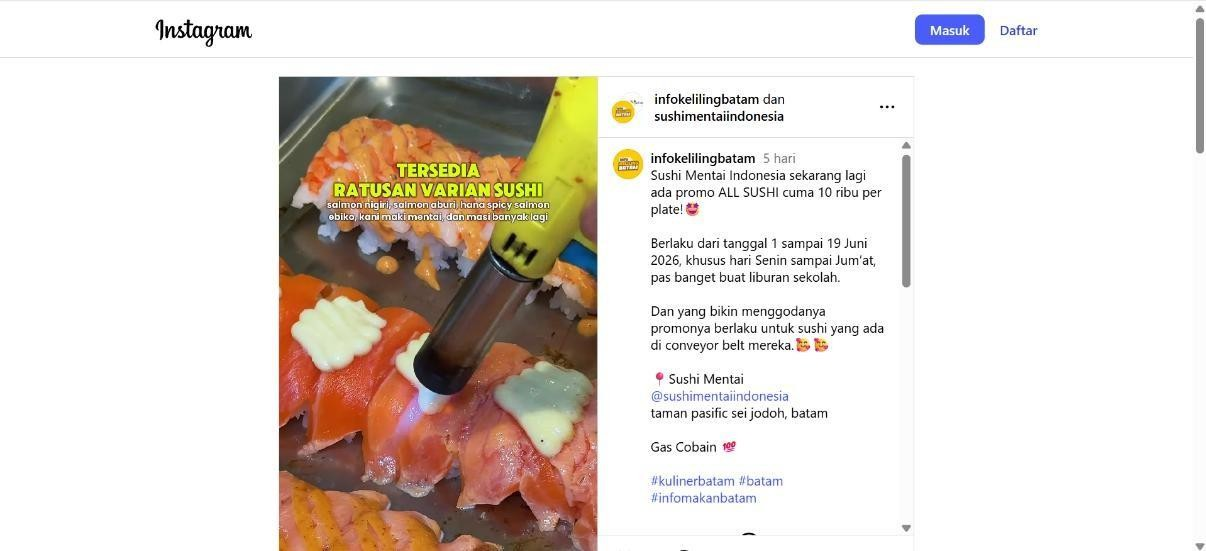 Instagram
Masuk
Daftar
infokelilingbatam dan
sushimentaiindonesia
TERSEDIA
RATUSAN VARIAN SUSHI
salmon nigiri, salmon aburi, hana spicy salmon
ebiko, kani maki mentai, dan masi banyak lagi
infokelilingbatam 5 hari
Sushi Mentai Indonesia sekarang lagi
ada promo ALL SUSHI cuma 10 ribu per
plate!🤩
Berlaku dari tanggal 1 sampai 19 Juni
2026, khusus hari Senin sampai Jum'at,
pas banget buat liburan sekolah.
Dan yang bikin menggodanya
promonya berlaku untuk sushi yang ada
di conveyor belt mereka.🥰 🥰
📍Sushi Mentai
@sushimentaiindonesia
taman pasific sei jodoh, batam
Gas Cobain 💯
#kulinerbatam #batam
#infomakanbatam